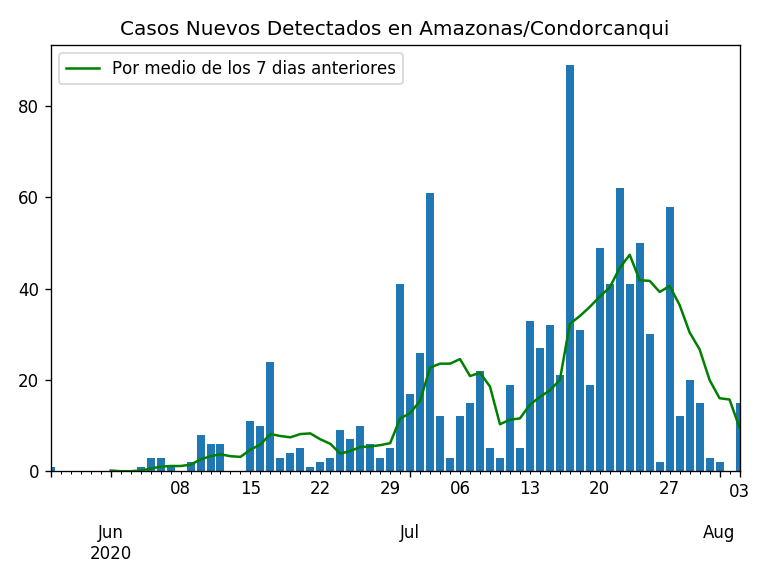 Casos Nuevos Detectados en Amazonas/Condorcanqui
Por medio de los 7 dias anteriores
80
60
40
20
0
08 15 22 29 06 13 20 27 03
Jun Jul Aug
2020